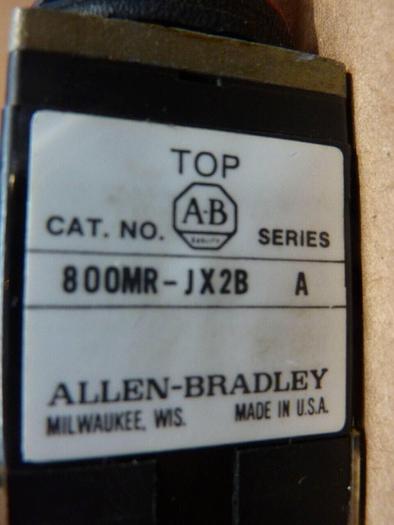 TOP
A-B
QUALITY
CAT. NO. SERIES
800MR-JX2B A
ALLEN-BRADLEY
MILWAUKEE, WIS. MADE IN U.S.A.